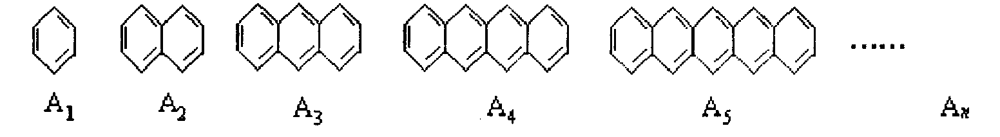 A₁ A₂ A₃ A₄ A₅ ...... Aₙ